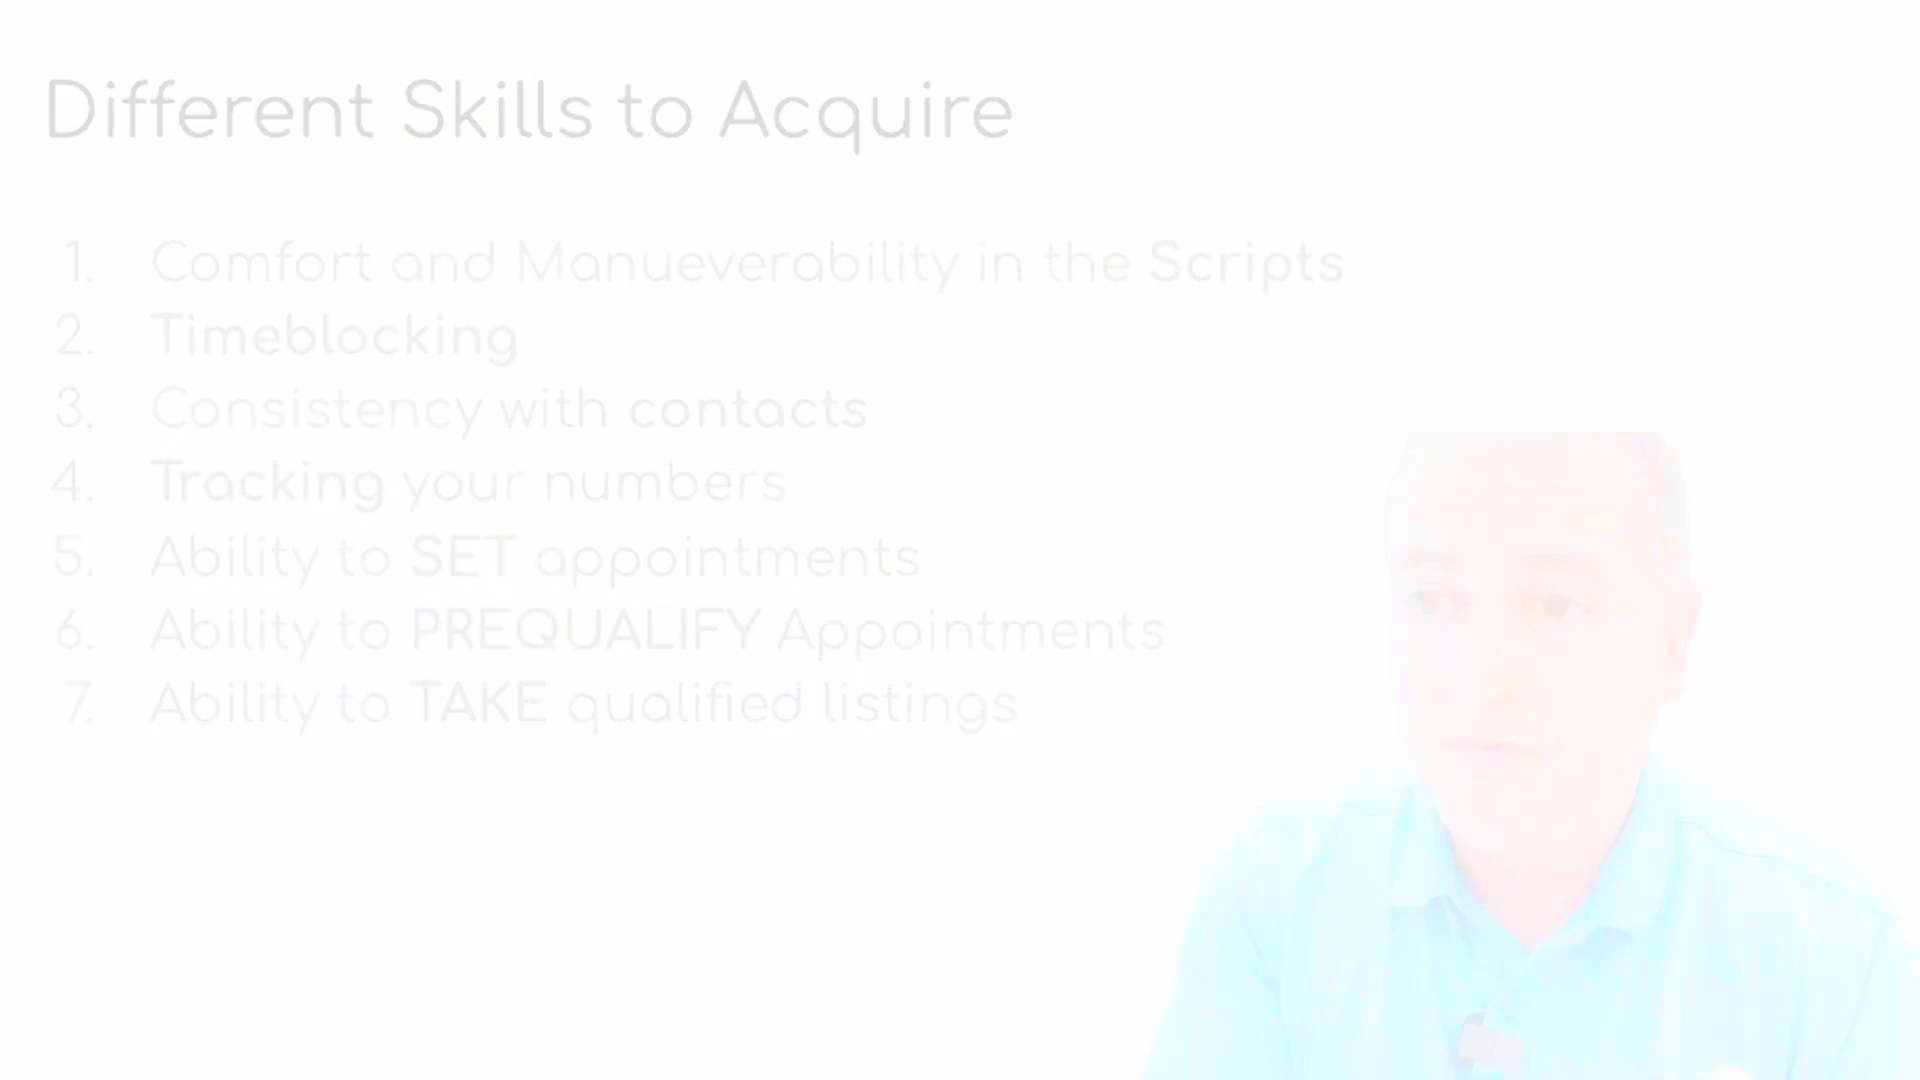 Different Skills to Acquire
1. Comfort and Manueverability in the Scripts
2. Timeblocking
3. Consistency with contacts
4. Tracking your numbers
5. Ability to SET appointments
6. Ability to PREQUALIFY Appointments
7. Ability to TAKE qualified listings